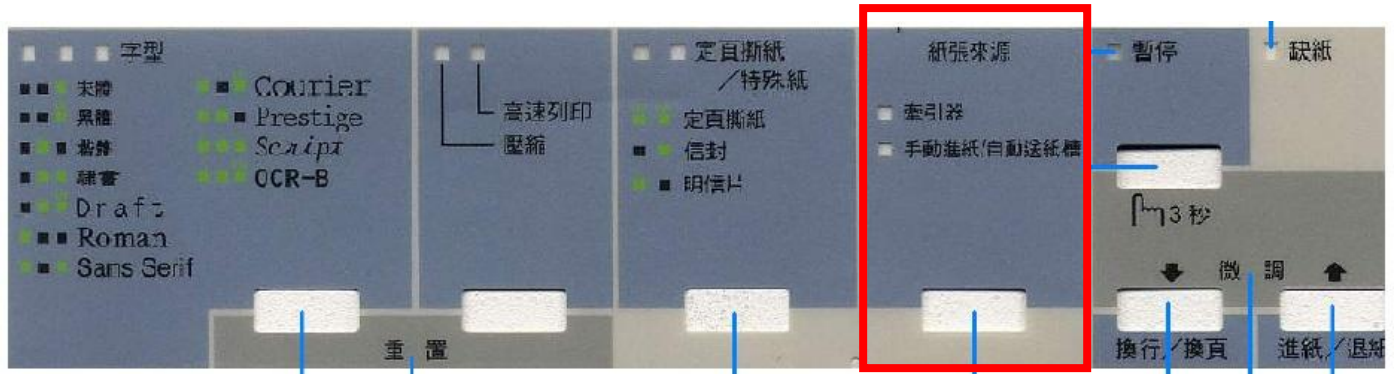 字型
宋體
黑體
楷體
隸書
Draft
Roman
Sans Serif
Courier
Prestige
Script
OCR-B
高速列印
壓縮
定頁撕紙
/特殊紙
定頁撕紙
信封
明信片
紙張來源
牽引器
手動進紙/自動送紙槽
暫停
缺紙
3秒
微調
換行/換頁
進紙/退紙
重置